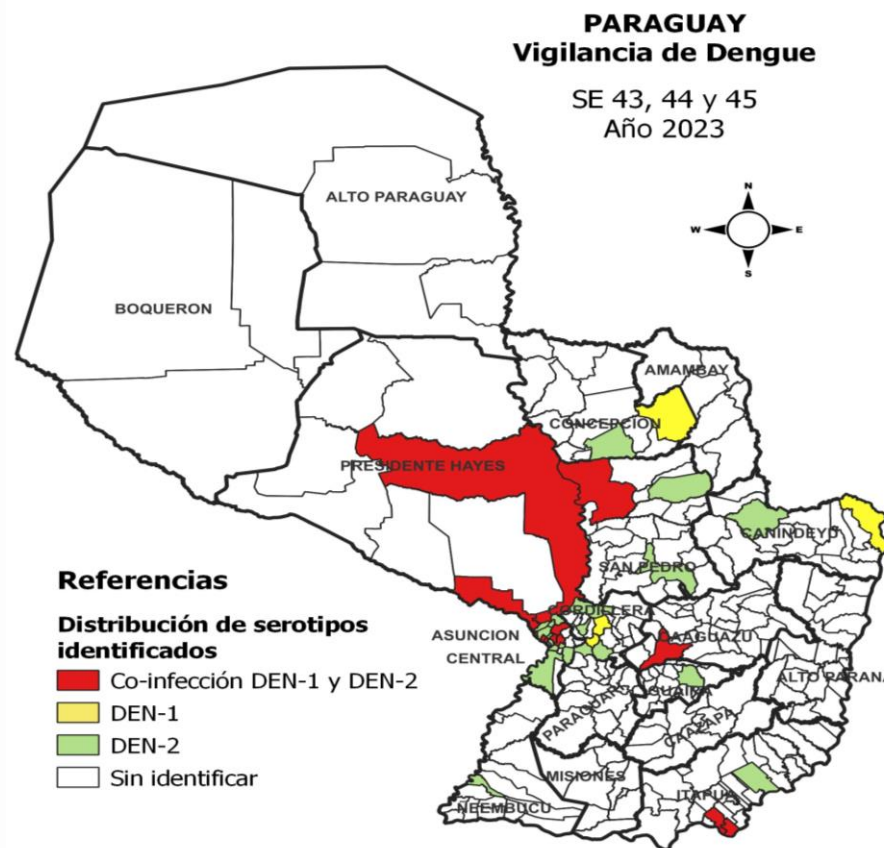 PARAGUAY
Vigilancia de Dengue
SE 43, 44 y 45
Año 2023
N
W
E
S
ALTO PARAGUAY
BOQUERON
AMAMBAY
CONCEPCION
PRESIDENTE HAYES
CANINDEYU
SAN PEDRO
CORDILLERA
ASUNCION
CENTRAL
CAAGUAZU
ALTO PARANA
GUAIRA
PARAGUARI
CAAZAPA
MISIONES
ITAPUA
ÑEEMBUCU
Referencias
Distribución de serotipos
identificados
Co-infección DEN-1 y DEN-2
DEN-1
DEN-2
Sin identificar